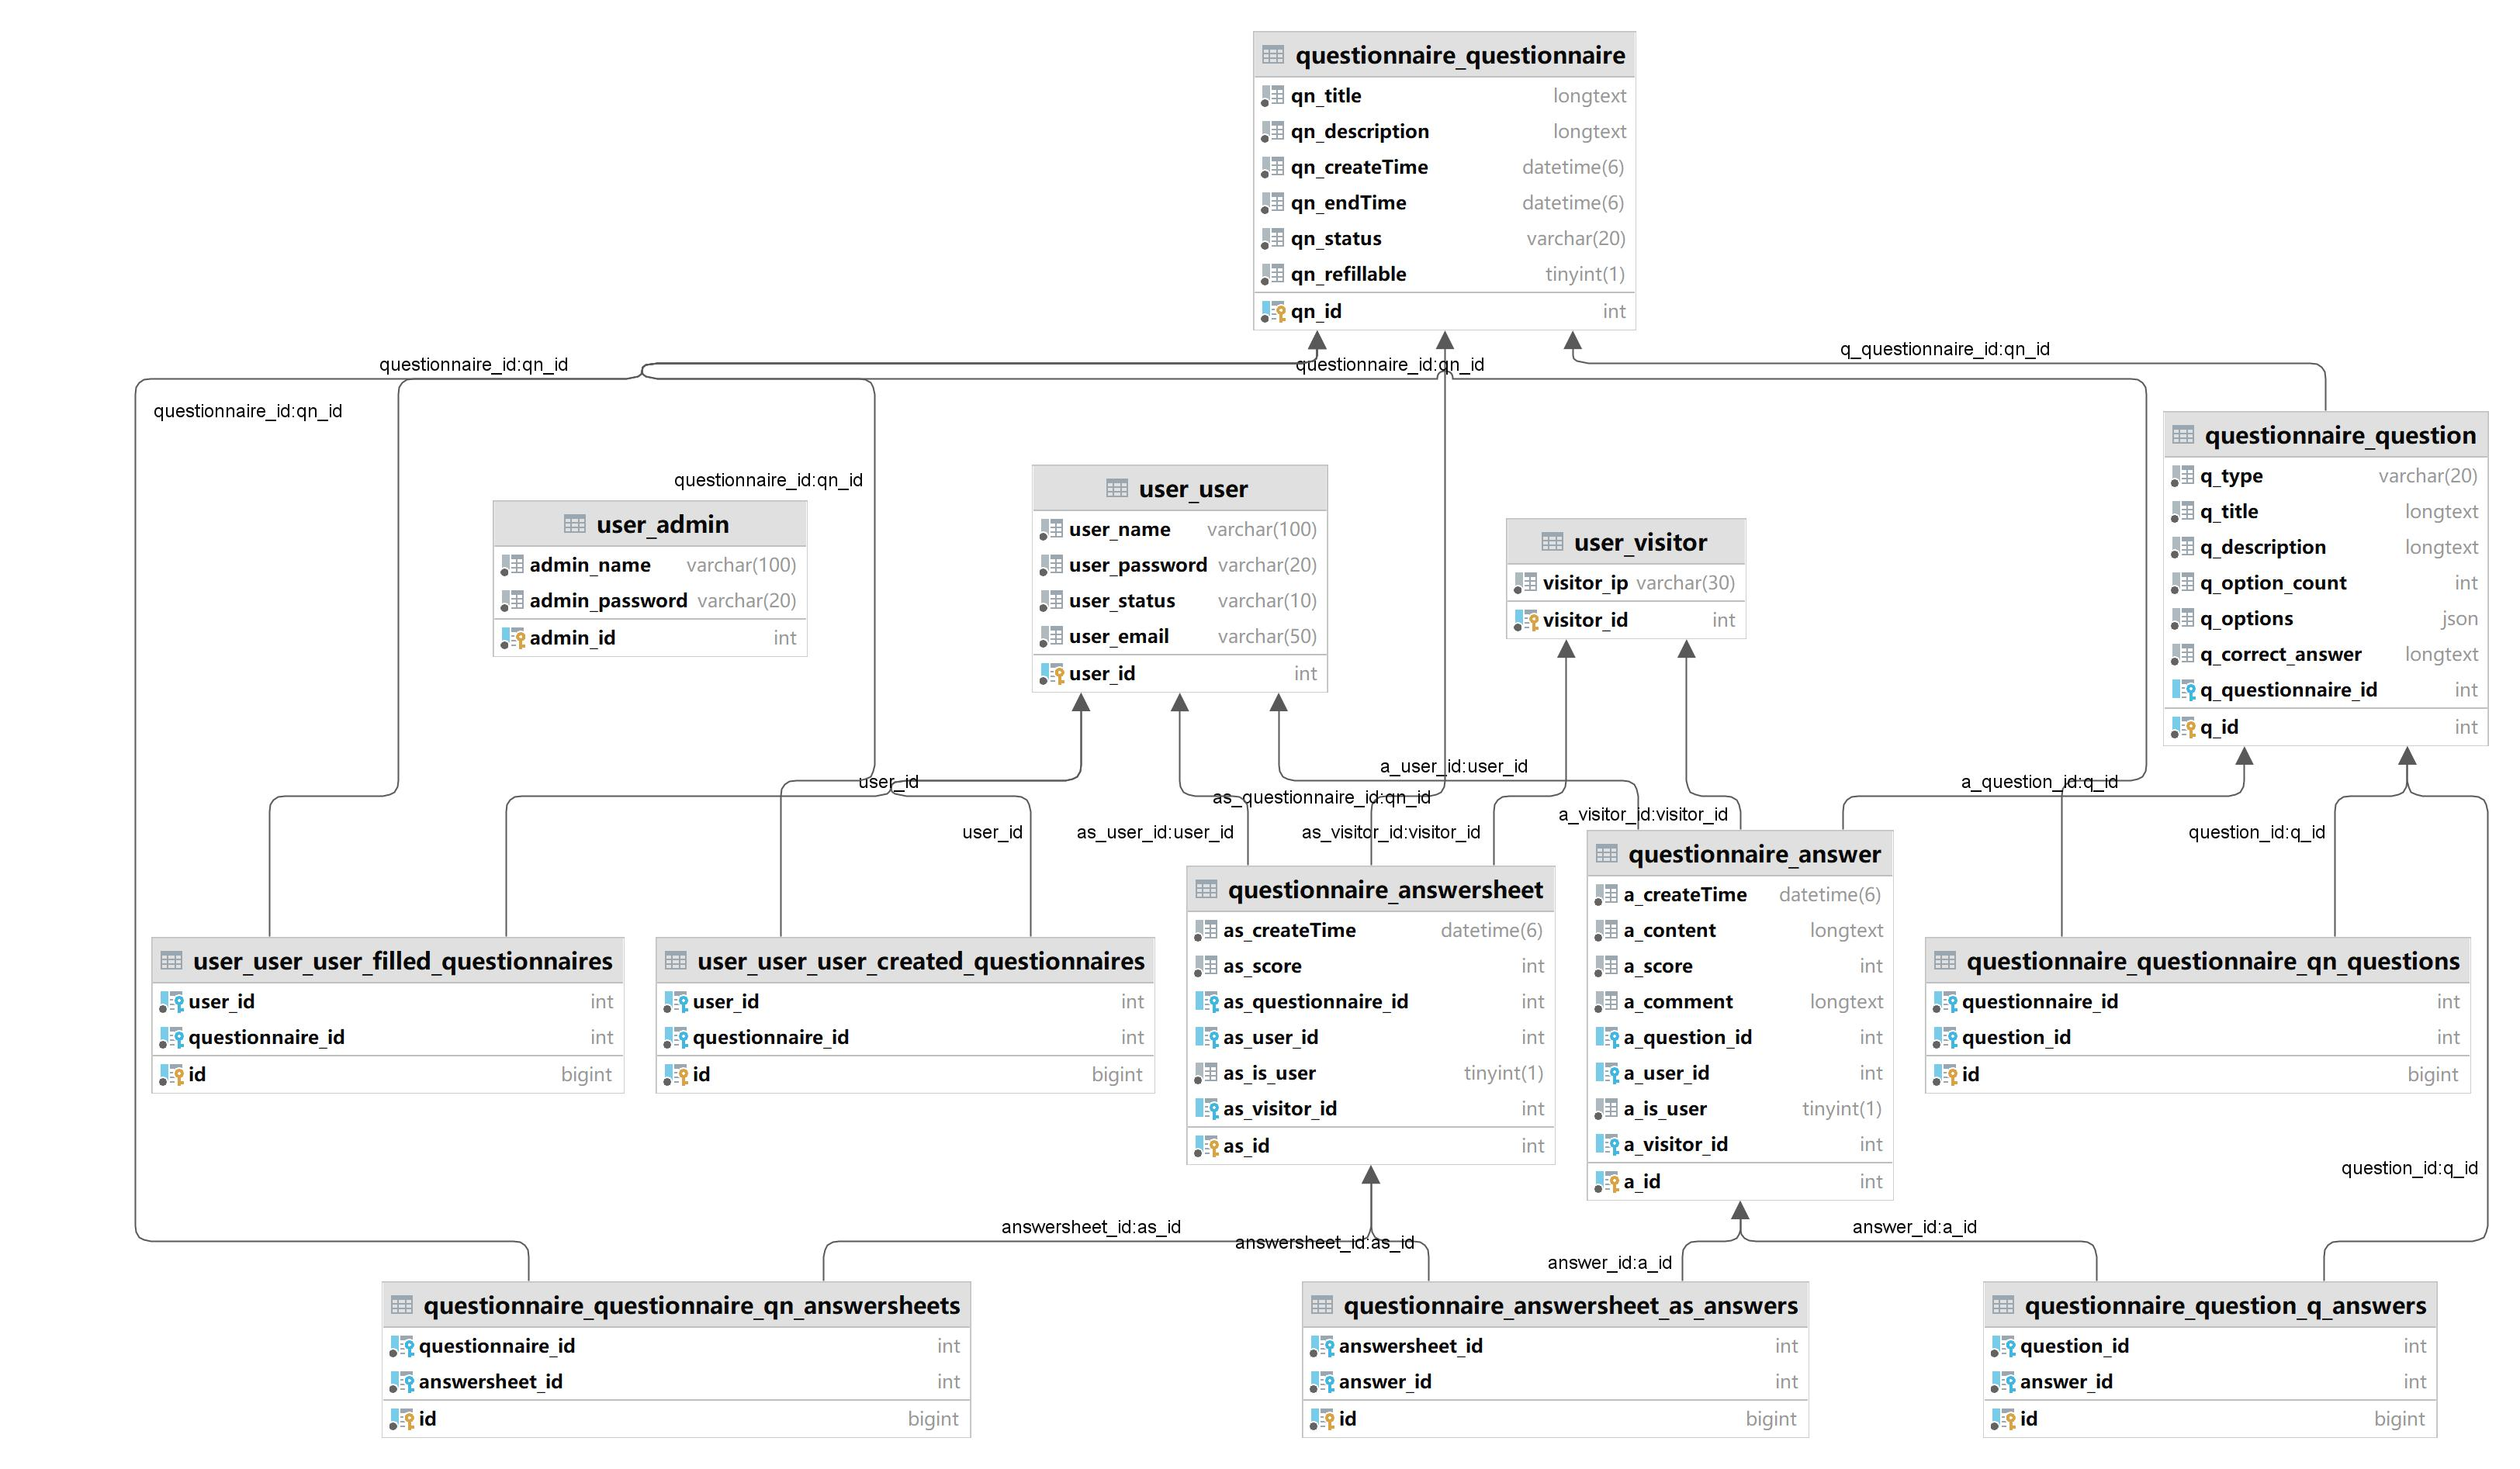 questionnaire_questionnaire
qn_title longtext
qn_description longtext
qn_createTime datetime(6)
qn_endTime datetime(6)
qn_status varchar(20)
qn_refillable tinyint(1)
qn_id int
questionnaire_id:qn_id
questionnaire_id:qn_id
q_questionnaire_id:qn_id
questionnaire_id:qn_id
questionnaire_id:qn_id
questionnaire_question
q_type varchar(20)
q_title longtext
q_description longtext
q_option_count int
q_options json
q_correct_answer longtext
q_questionnaire_id int
q_id int
user_admin
admin_name varchar(100)
admin_password varchar(20)
admin_id int
user_user
user_name varchar(100)
user_password varchar(20)
user_status varchar(10)
user_email varchar(50)
user_id int
user_visitor
visitor_ip varchar(30)
visitor_id int
user_id
a_user_id:user_id
a_question_id:q_id
as_questionnaire_id:qn_id
a_visitor_id:visitor_id
user_id
as_user_id:user_id
as_visitor_id:visitor_id
question_id:q_id
user_user_user_filled_questionnaires
user_id int
questionnaire_id int
id bigint
user_user_user_created_questionnaires
user_id int
questionnaire_id int
id bigint
questionnaire_answersheet
as_createTime datetime(6)
as_score int
as_questionnaire_id int
as_user_id int
as_is_user tinyint(1)
as_visitor_id int
as_id int
questionnaire_answer
a_createTime datetime(6)
a_content longtext
a_score int
a_comment longtext
a_question_id int
a_user_id int
a_is_user tinyint(1)
a_visitor_id int
a_id int
questionnaire_questionnaire_qn_questions
questionnaire_id int
question_id int
id bigint
question_id:q_id
answersheet_id:as_id
answersheet_id:as_id
answer_id:a_id
answer_id:a_id
questionnaire_questionnaire_qn_answersheets
questionnaire_id int
answersheet_id int
id bigint
questionnaire_answersheet_as_answers
answersheet_id int
answer_id int
id bigint
questionnaire_question_q_answers
question_id int
answer_id int
id bigint